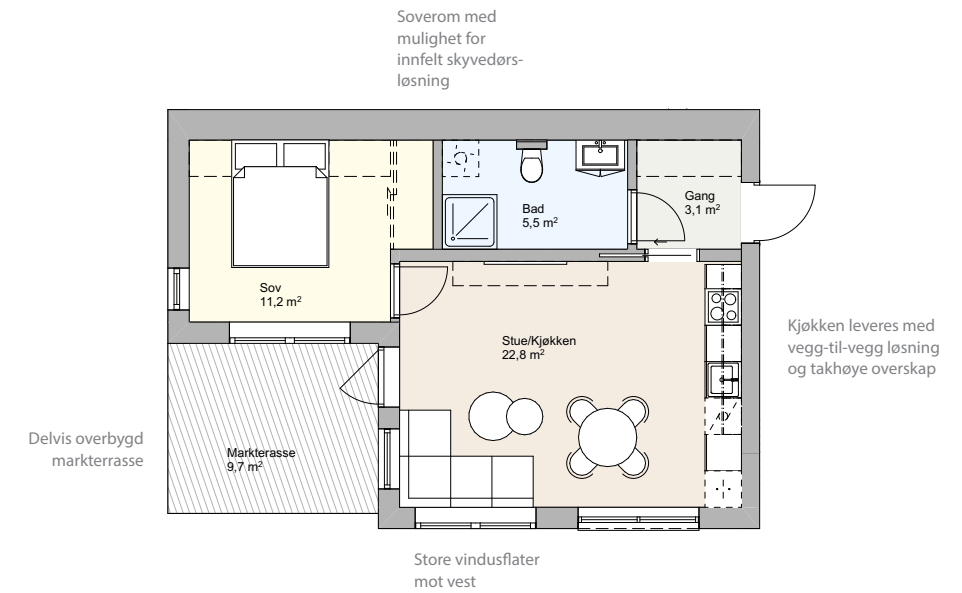 Soverom med
mulighet for
innfelt skyvedørs-
løsning
Gang
3,1 m²
Bad
5,5 m²
Sov
11,2 m²
Stue/Kjøkken
22,8 m²
Kjøkken leveres med
vegg-til-vegg løsning
og takhøye overskap
Delvis overbygd
markterrasse
Markterasse
9,7 m²
Store vindusflater
mot vest